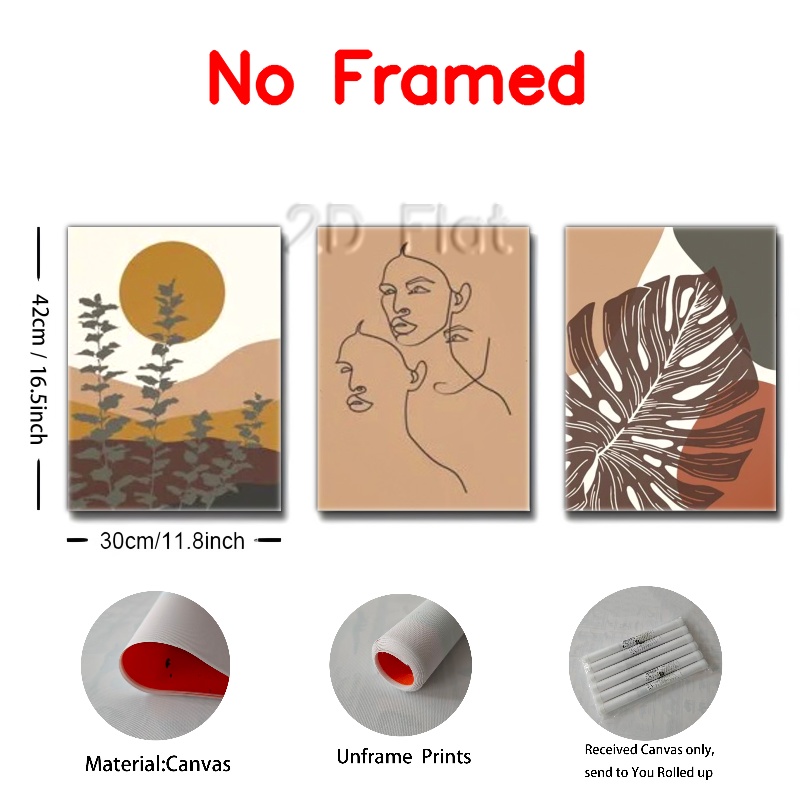 No Framed
2D Flat
42cm / 16.5inch
30cm/11.8inch
Material:Canvas
Unframe Prints
Received Canvas only,
send to You Rolled up